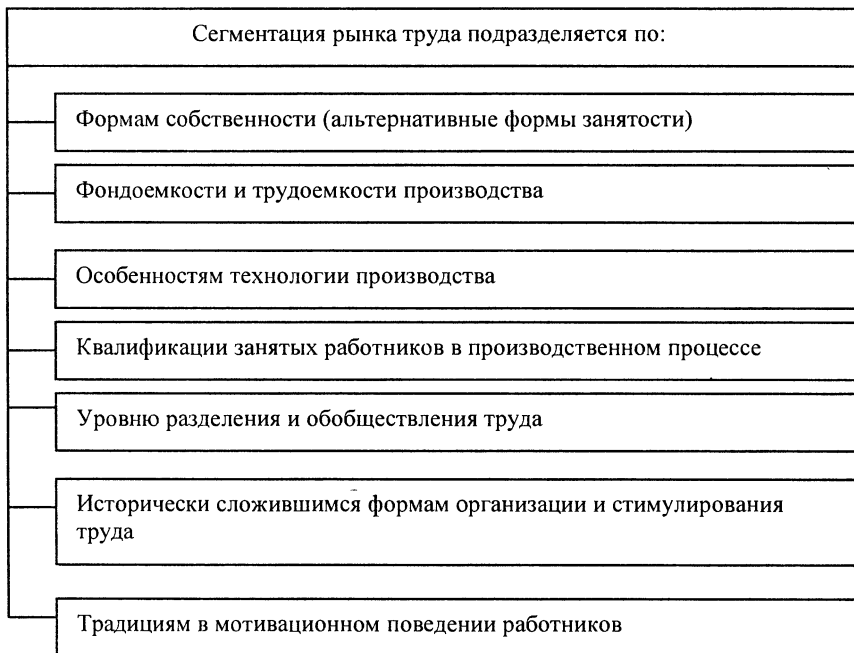 Сегментация рынка труда подразделяется по:
Формам собственности (альтернативные формы занятости)
Фондоемкости и трудоемкости производства
Особенностям технологии производства
Квалификации занятых работников в производственном процессе
Уровню разделения и обобществления труда
Исторически сложившимся формам организации и стимулирования
труда
Традициям в мотивационном поведении работников